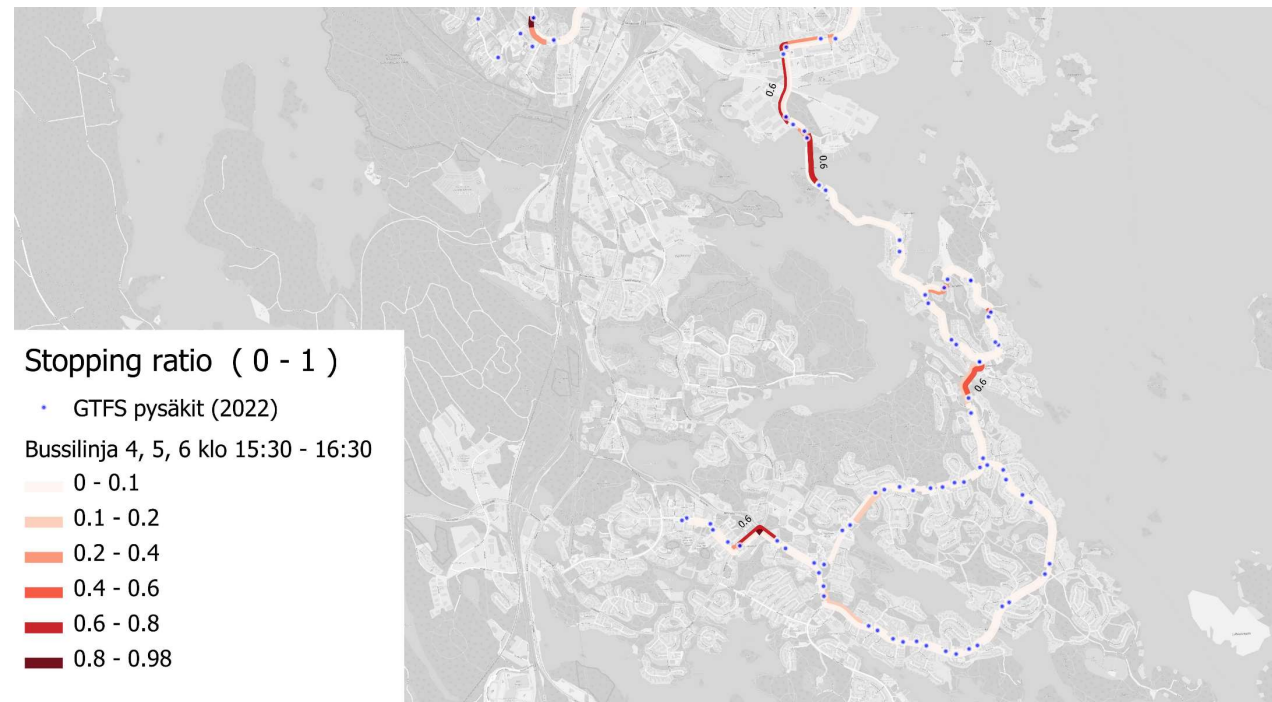 0.6
0.6
0.6
0.6
Stopping ratio ( 0 - 1 )
GTFS pysäkit (2022)
Bussilinja 4, 5, 6 klo 15:30 - 16:30
0 - 0.1
0.1 - 0.2
0.2 - 0.4
0.4 - 0.6
0.6 - 0.8
0.8 - 0.98